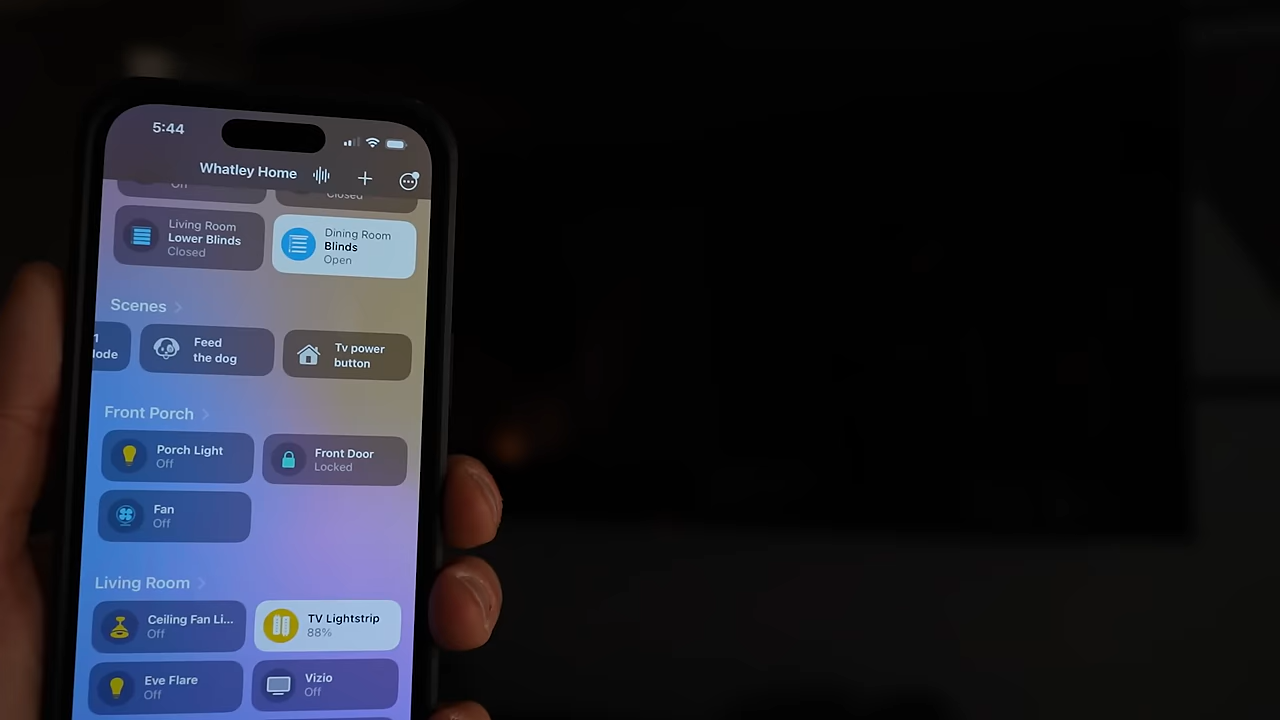 5:44
Whatley Home
Off
Closed
Living Room
Lower Blinds
Closed
Dining Room
Blinds
Open
Scenes
Feed
the dog
Tv power
button
Front Porch
Porch Light
Off
Front Door
Locked
Fan
Off
Living Room
Ceiling Fan Li...
Off
TV Lightstrip
88%
Eve Flare
Off
Vizio
Off